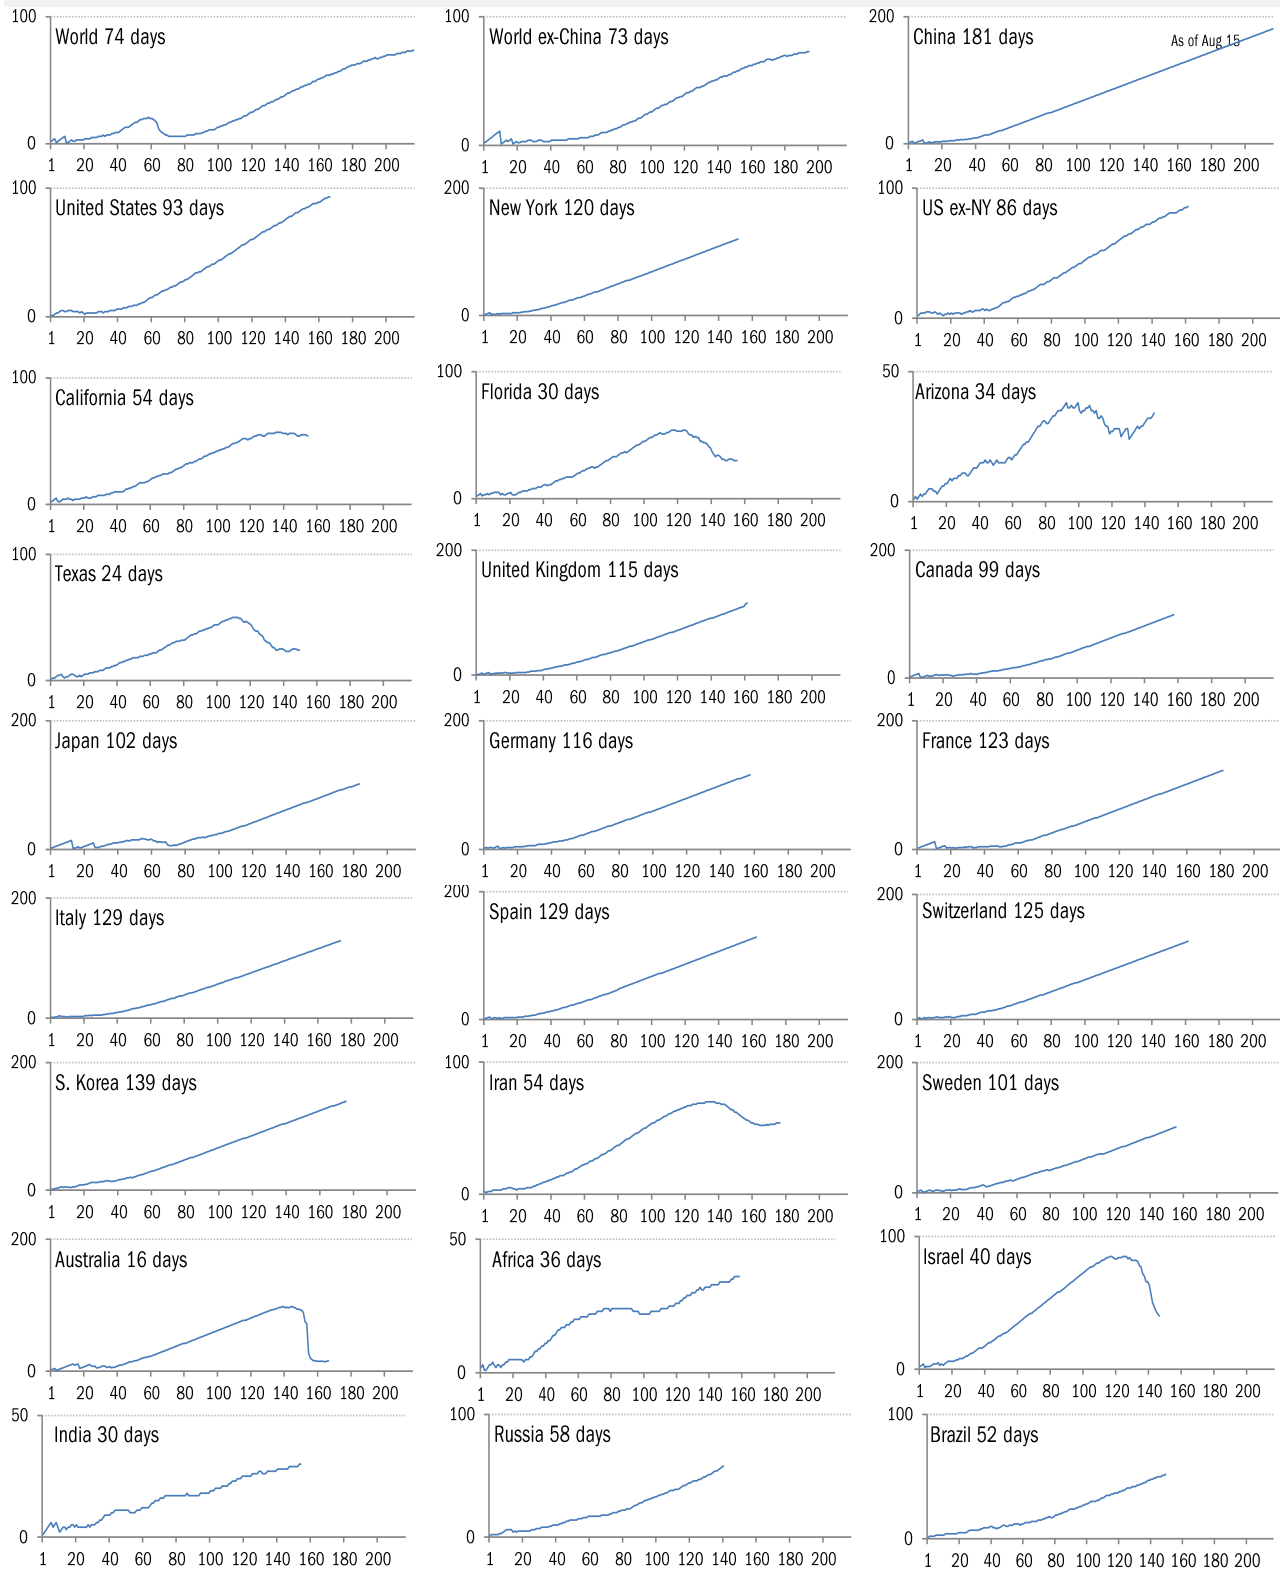 100
World 74 days
0
1 20 40 60 80 100 120 140 160 180 200
100
World ex-China 73 days
0
1 20 40 60 80 100 120 140 160 180 200
200
China 181 days
As of Aug 15
0
1 20 40 60 80 100 120 140 160 180 200
100
United States 93 days
0
1 20 40 60 80 100 120 140 160 180 200
200
New York 120 days
0
1 20 40 60 80 100 120 140 160 180 200
100
US ex-NY 86 days
0
1 20 40 60 80 100 120 140 160 180 200
100
California 54 days
0
1 20 40 60 80 100 120 140 160 180 200
100
Florida 30 days
0
1 20 40 60 80 100 120 140 160 180 200
50
Arizona 34 days
0
1 20 40 60 80 100 120 140 160 180 200
100
Texas 24 days
0
1 20 40 60 80 100 120 140 160 180 200
200
United Kingdom 115 days
0
1 20 40 60 80 100 120 140 160 180 200
200
Canada 99 days
0
1 20 40 60 80 100 120 140 160 180 200
200
Japan 102 days
0
1 20 40 60 80 100 120 140 160 180 200
200
Germany 116 days
0
1 20 40 60 80 100 120 140 160 180 200
200
France 123 days
0
1 20 40 60 80 100 120 140 160 180 200
200
Italy 129 days
0
1 20 40 60 80 100 120 140 160 180 200
200
Spain 129 days
0
1 20 40 60 80 100 120 140 160 180 200
200
Switzerland 125 days
0
1 20 40 60 80 100 120 140 160 180 200
200
S. Korea 139 days
0
1 20 40 60 80 100 120 140 160 180 200
100
Iran 54 days
0
1 20 40 60 80 100 120 140 160 180 200
200
Sweden 101 days
0
1 20 40 60 80 100 120 140 160 180 200
200
Australia 16 days
0
1 20 40 60 80 100 120 140 160 180 200
50
Africa 36 days
0
1 20 40 60 80 100 120 140 160 180 200
100
Israel 40 days
0
1 20 40 60 80 100 120 140 160 180 200
50
India 30 days
0
1 20 40 60 80 100 120 140 160 180 200
100
Russia 58 days
0
1 20 40 60 80 100 120 140 160 180 200
100
Brazil 52 days
0
1 20 40 60 80 100 120 140 160 180 200